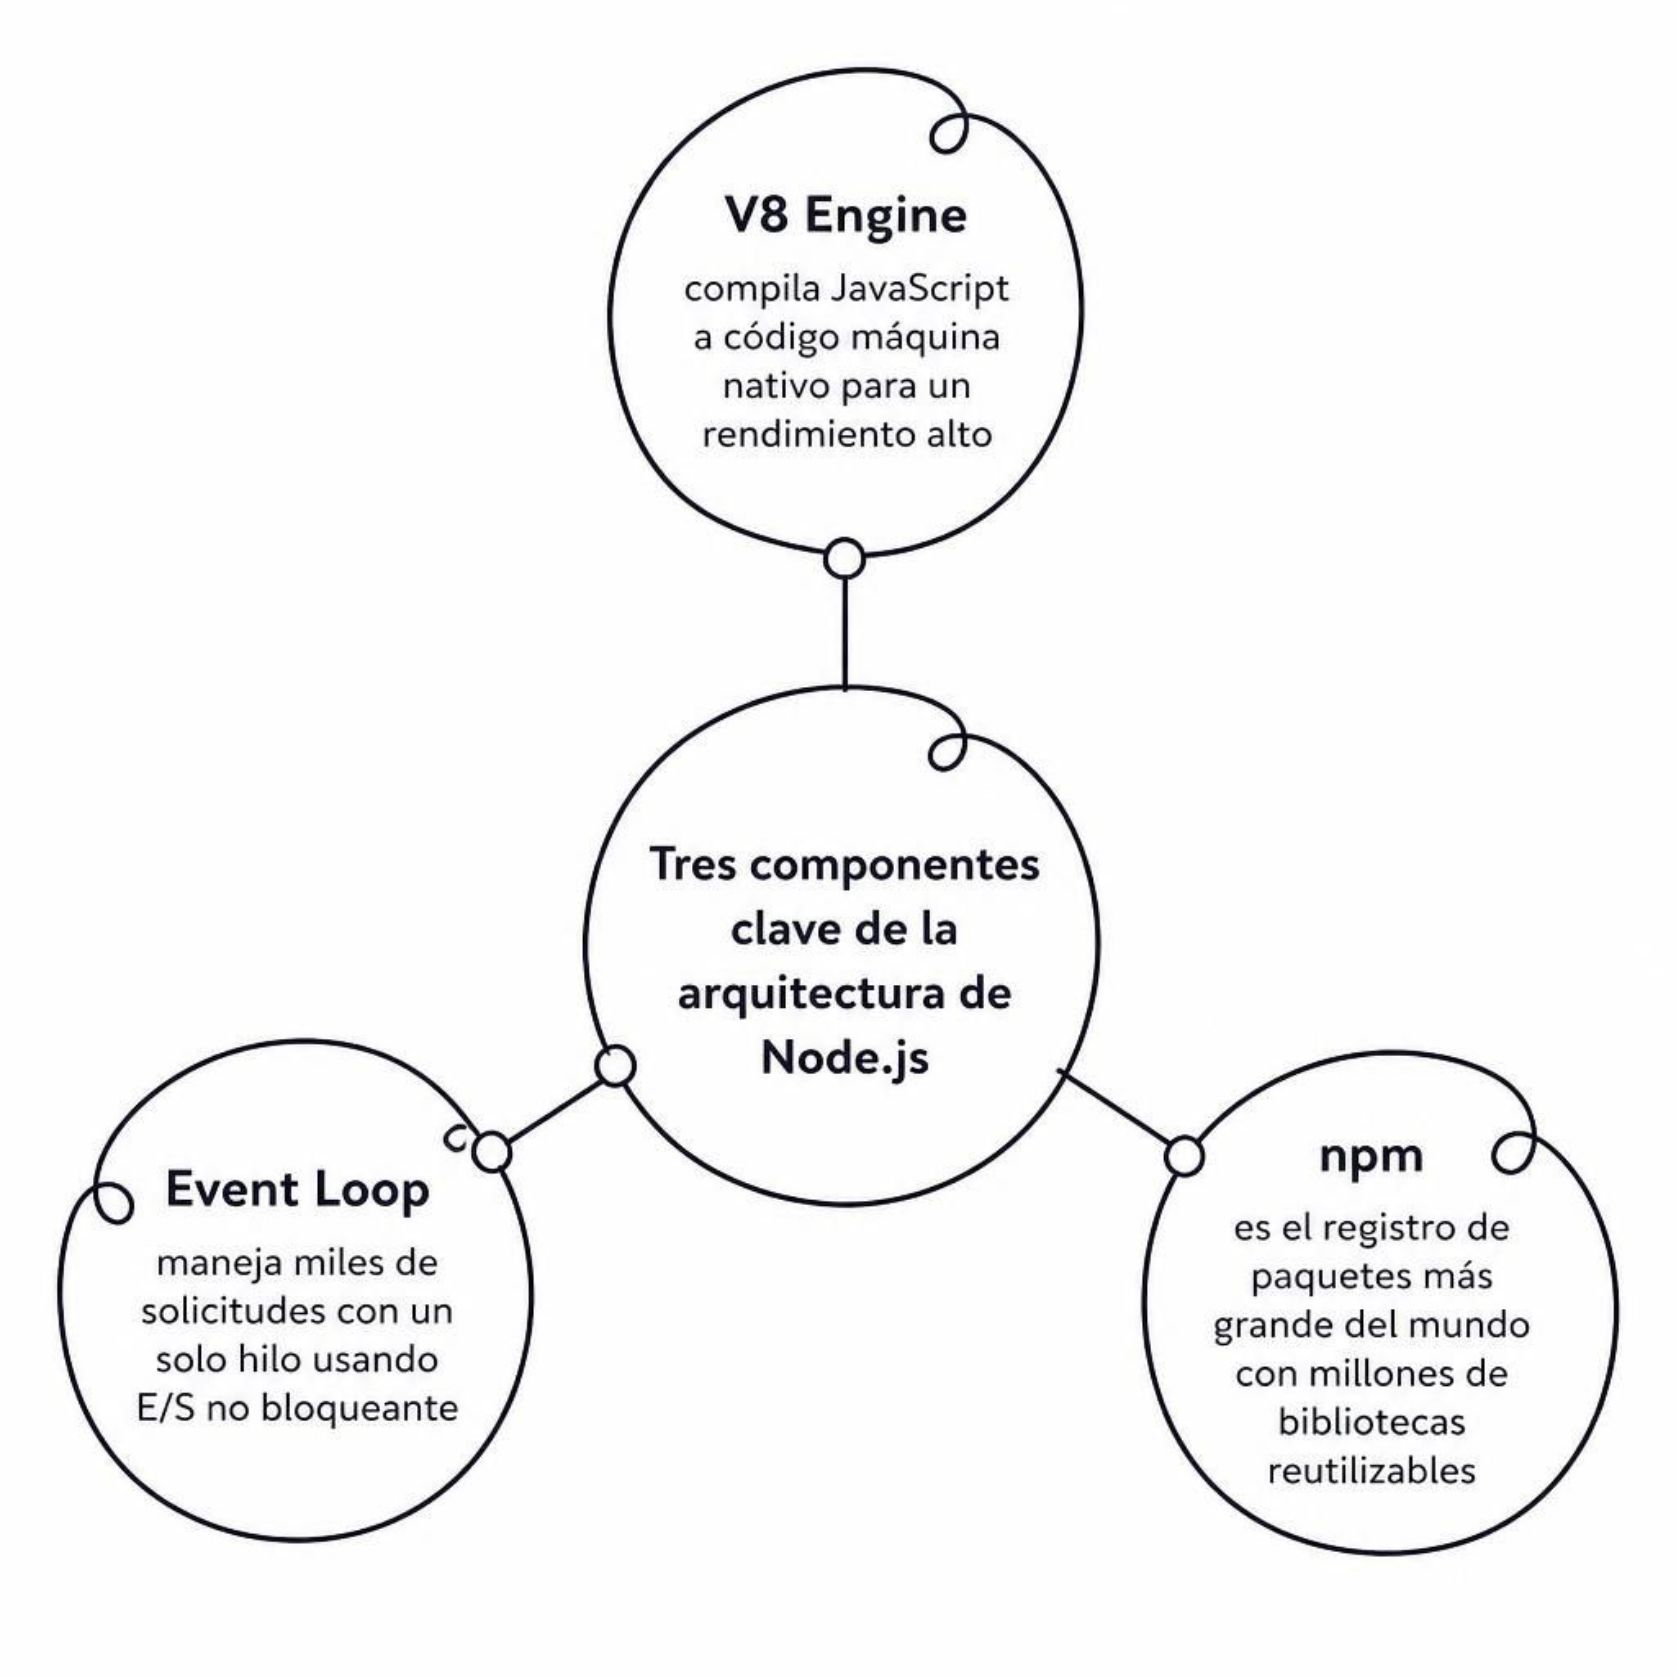 V8 Engine
compila JavaScript
a código máquina
nativo para un
rendimiento alto
Tres componentes
clave de la
arquitectura de
Node.js
Event Loop
maneja miles de
solicitudes con un
solo hilo usando
E/S no bloqueante
npm
es el registro de
paquetes más
grande del mundo
con millones de
bibliotecas
reutilizables